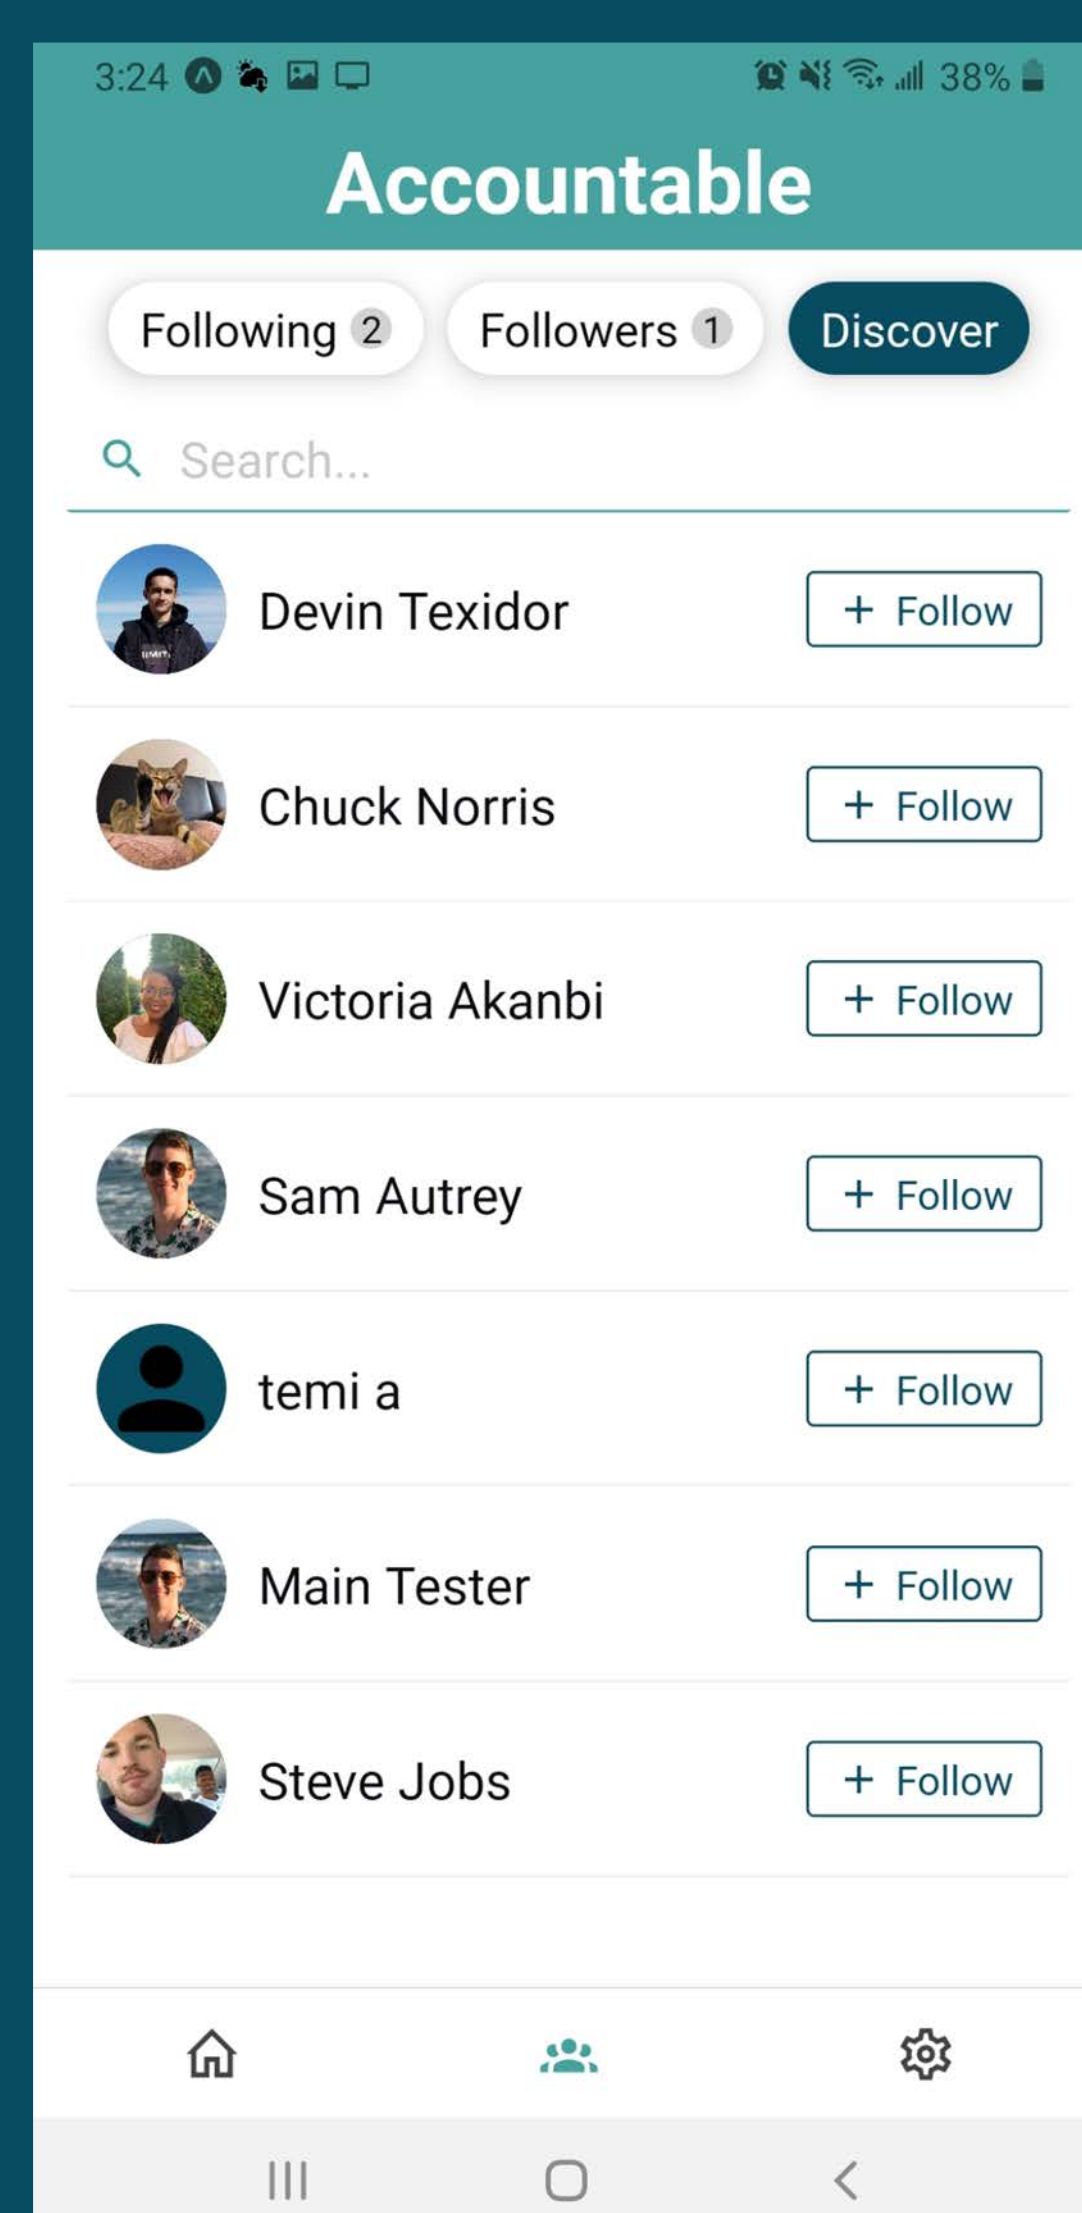 3:24 38%
Accountable
Following 2 Followers 1 Discover
Search...
Devin Texidor + Follow
Chuck Norris + Follow
Victoria Akanbi + Follow
Sam Autrey + Follow
temi a + Follow
Main Tester + Follow
Steve Jobs + Follow